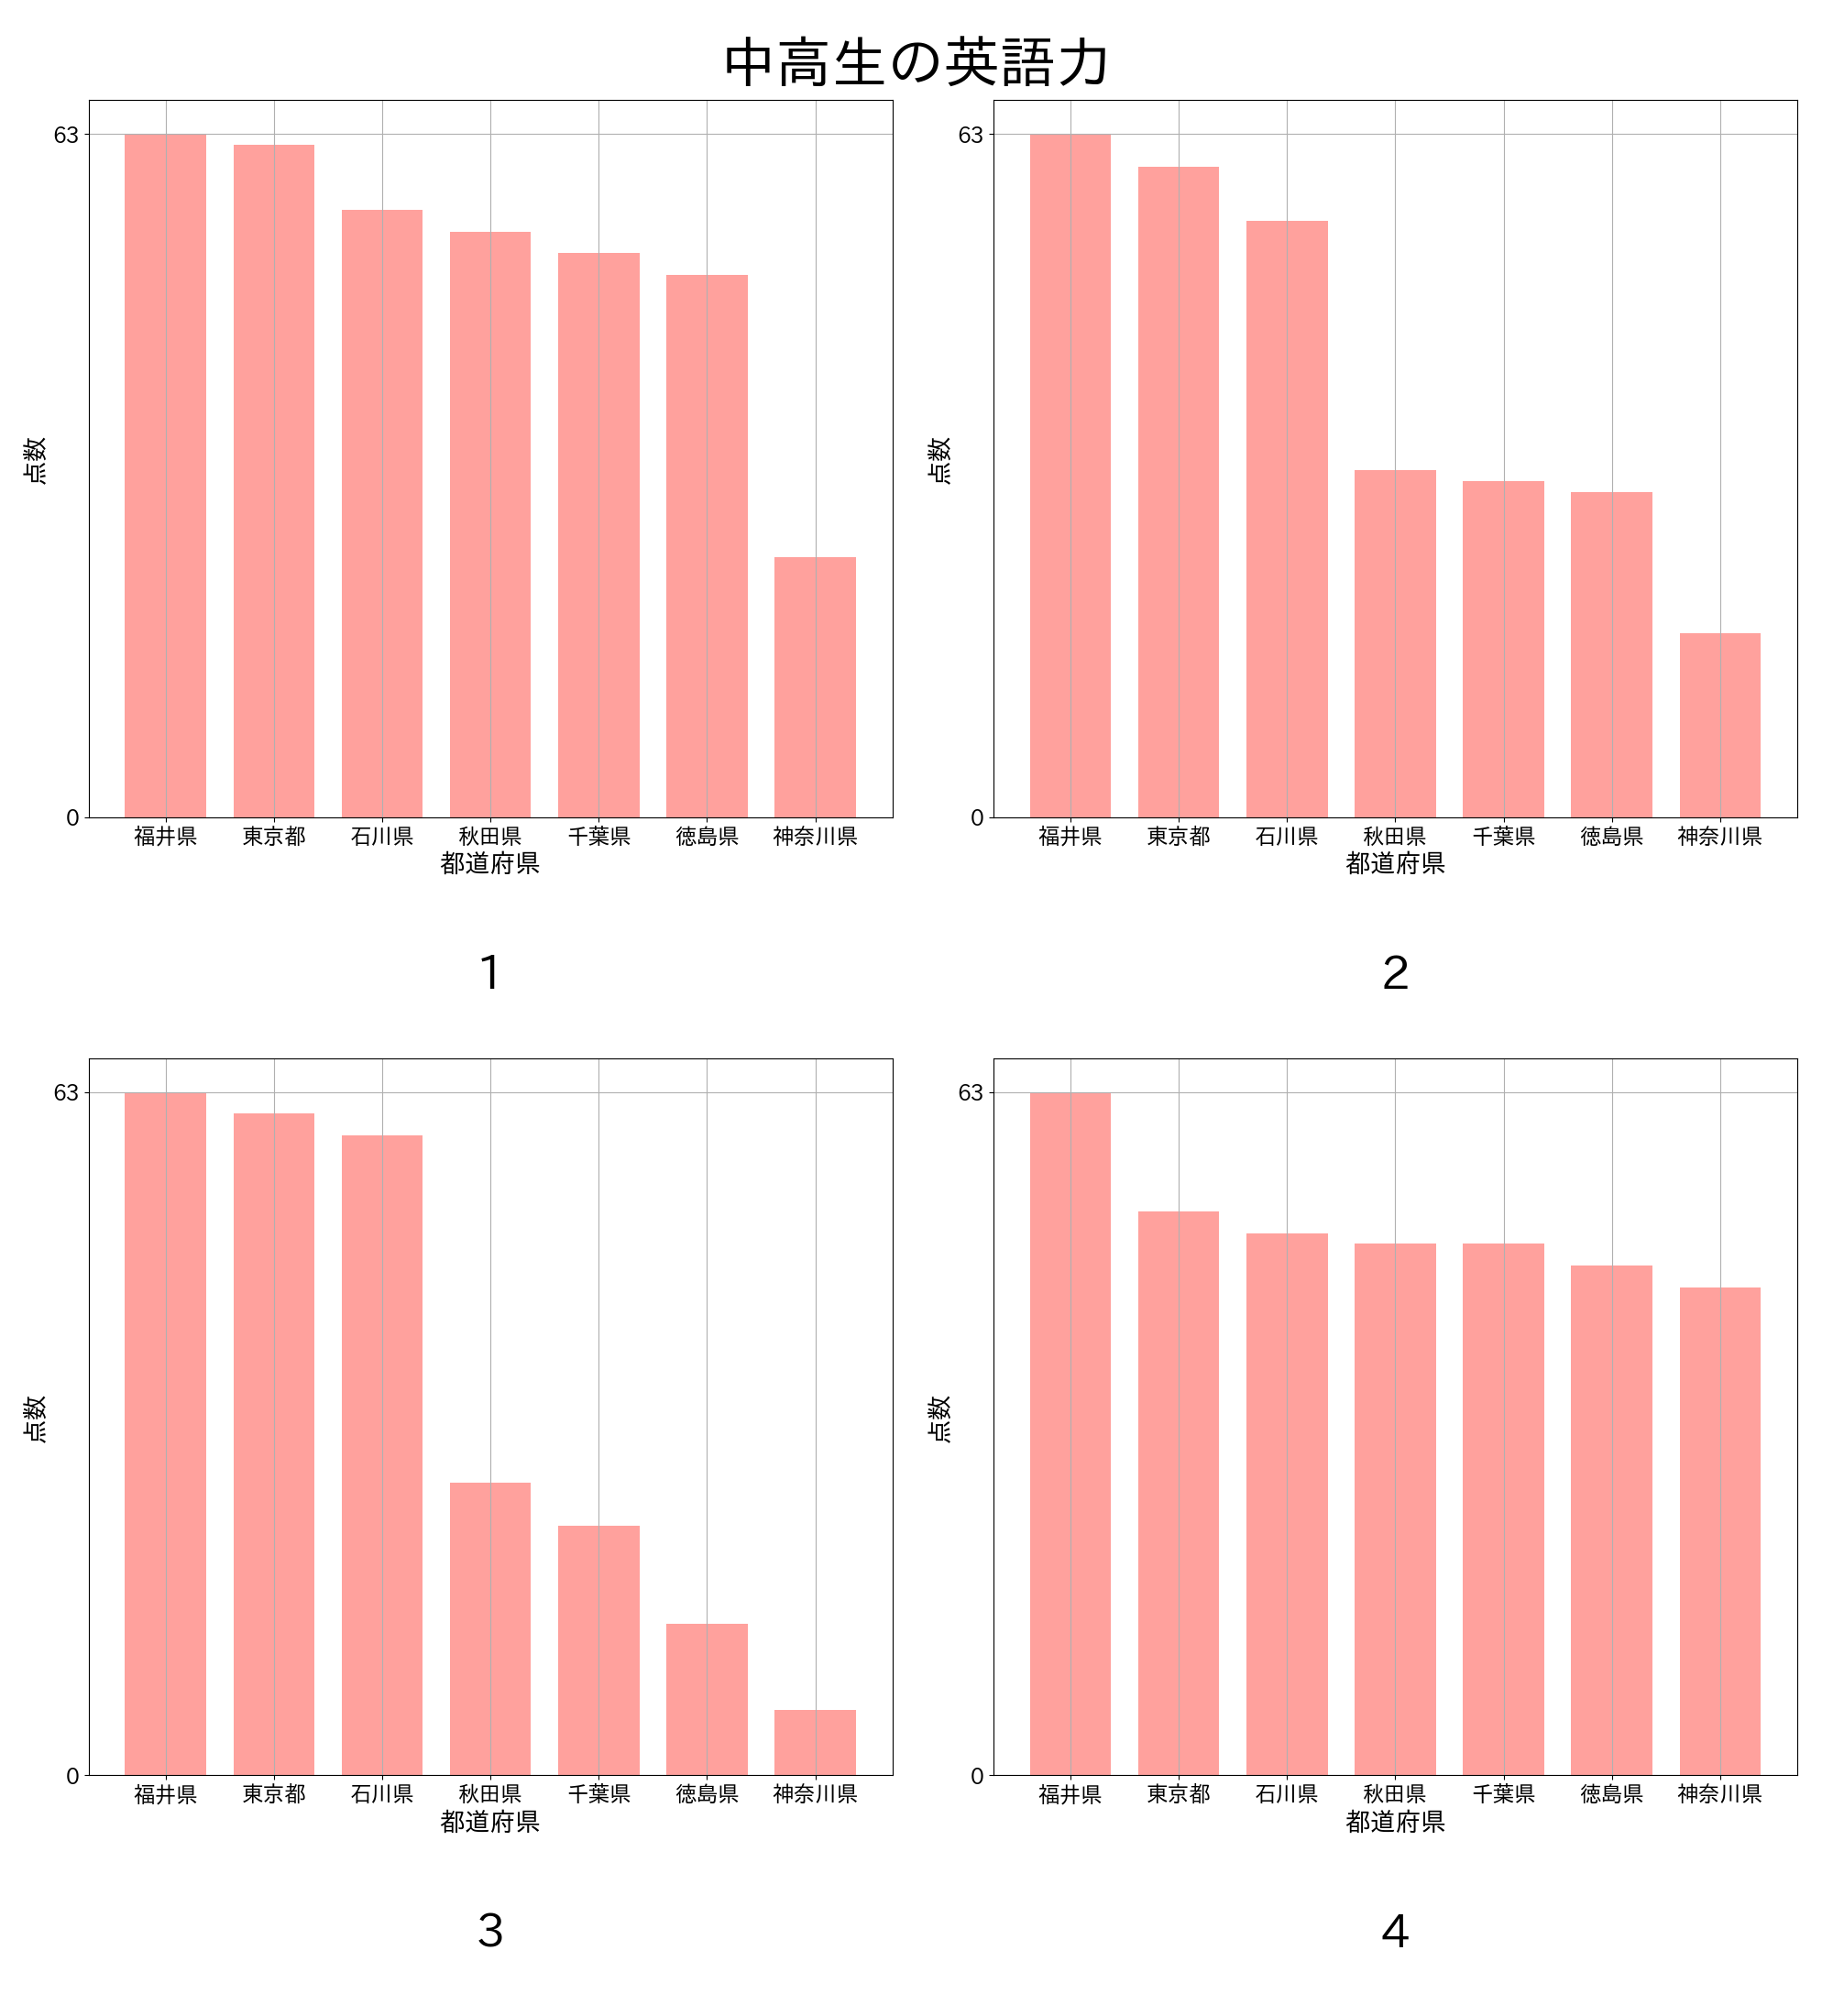 中高生の英語力
63
0
点数
福井県 東京都 石川県 秋田県 千葉県 徳島県 神奈川県
都道府県
1
63
0
点数
福井県 東京都 石川県 秋田県 千葉県 徳島県 神奈川県
都道府県
2
63
0
点数
福井県 東京都 石川県 秋田県 千葉県 徳島県 神奈川県
都道府県
3
63
0
点数
福井県 東京都 石川県 秋田県 千葉県 徳島県 神奈川県
都道府県
4